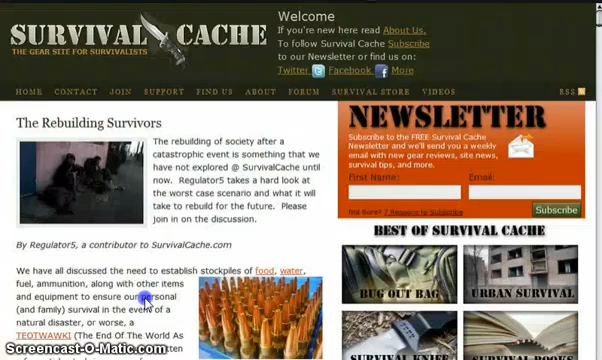 SURVIVAL CACHE
THE GEAR SITE FOR SURVIVALISTS
Welcome
If you're new here read About Us.
To follow Survival Cache Subscribe
to our Newsletter or find us on:
Twitter Facebook More
HOME CONTACT JOIN SUPPORT FIND US ABOUT FORUM SURVIVAL STORE VIDEOS RSS
The Rebuilding Survivors
The rebuilding of society after a
catastrophic event is something that we
have not explored @ SurvivalCache until
now. Regulator5 takes a hard look at
the worst case scenario and what it will
take to rebuild for the future. Please
join in on the discussion.
By Regulator5, a contributor to SurvivalCache.com
We have all discussed the need to establish stockpiles of food, water,
fuel, ammunition, along with other items
and equipment to ensure our personal
(and family) survival in the event of a
natural disaster, or worse, a
TEOTWAWKI (The End Of The World As
NEWSLETTER
Subscribe to the FREE Survival Cache
Newsletter and we'll send you a weekly
email with new gear reviews, site news,
survival tips, and more.
First Name: Email:
Not Sure? 7 Reasons to Subscribe
Subscribe
BEST OF SURVIVAL CACHE
BUG OUT BAG
URBAN SURVIVAL
SURVIVAL KNIFE
SURVIVAL BOOKS
Screencast-O-Matic.com